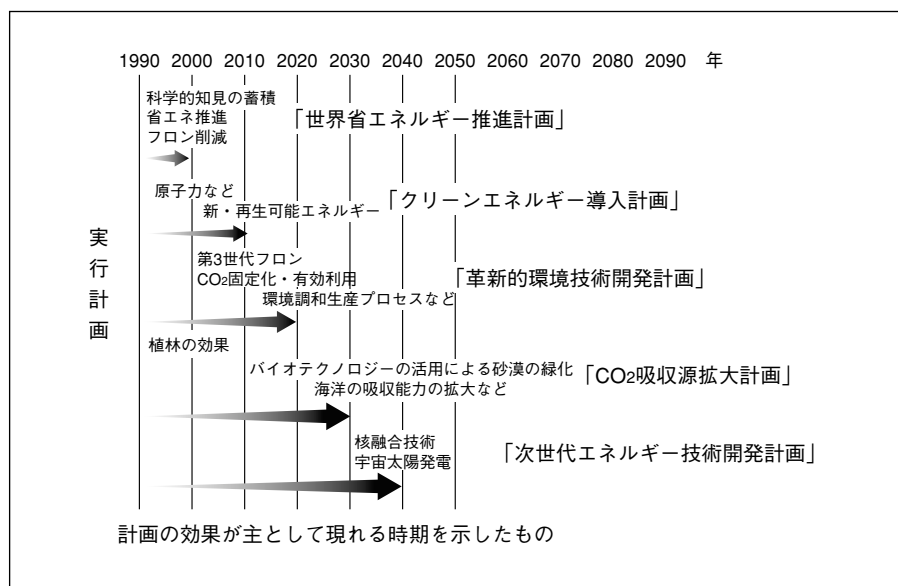 1990 2000 2010 2020 2030 2040 2050 2060 2070 2080 2090 年
科学的知見の蓄積
省エネ推進
フロン削減
「世界省エネルギー推進計画」
原子力など
新・再生可能エネルギー
「クリーンエネルギー導入計画」
実行計画
第3世代フロン
CO2固定化・有効利用
環境調和生産プロセスなど
「革新的環境技術開発計画」
植林の効果
バイオテクノロジーの活用による砂漠の緑化
海洋の吸収能力の拡大など
「CO2吸収源拡大計画」
核融合技術
宇宙太陽発電
「次世代エネルギー技術開発計画」
計画の効果が主として現れる時期を示したもの